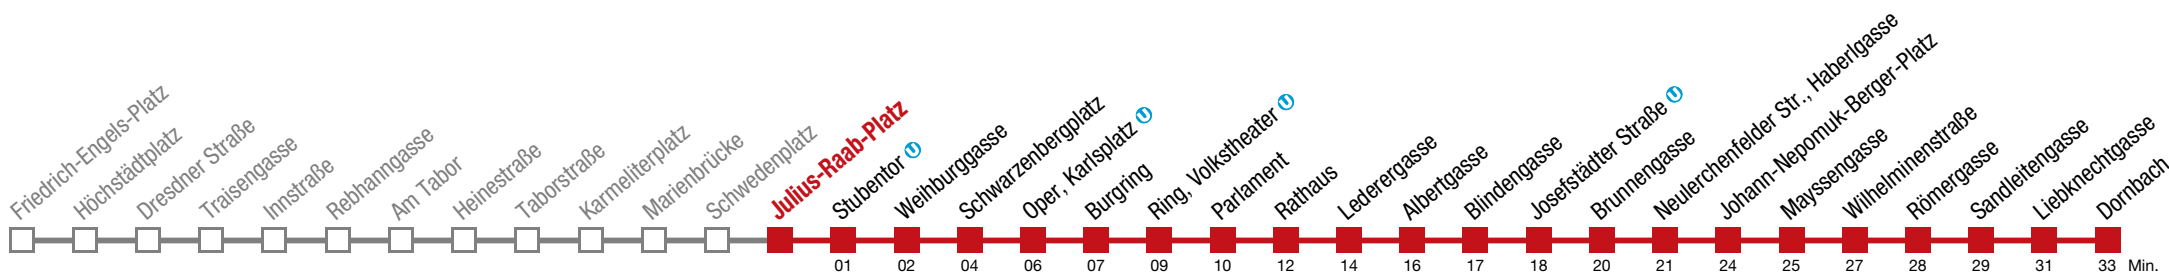 Friedrich-Engels-Platz
Höchstädtplatz
Dresdner Straße
Traisengasse
Innstraße
Rebhanngasse
Am Tabor
Heinestraße
Taborstraße
Karmeliterplatz
Marienbrücke
Schwedenplatz
Julius-Raab-Platz
Stubentor U
Weihburggasse
Schwarzenbergplatz
Oper, Karlsplatz U
Burgring
Ring, Volkstheater U
Parlament
Rathaus
Lederergasse
Albertgasse
Blindengasse
Josefstädter Straße U
Brunnengasse
Neulerchenfelder Str., Haberlgasse
Johann-Nepomuk-Berger-Platz
Mayssengasse
Wilhelminenstraße
Römergasse
Sandleitengasse
Liebknechtgasse
Dornbach
01 02 04 06 07 09 10 12 14 16 17 18 20 21 24 25 27 28 29 31 33 Min.